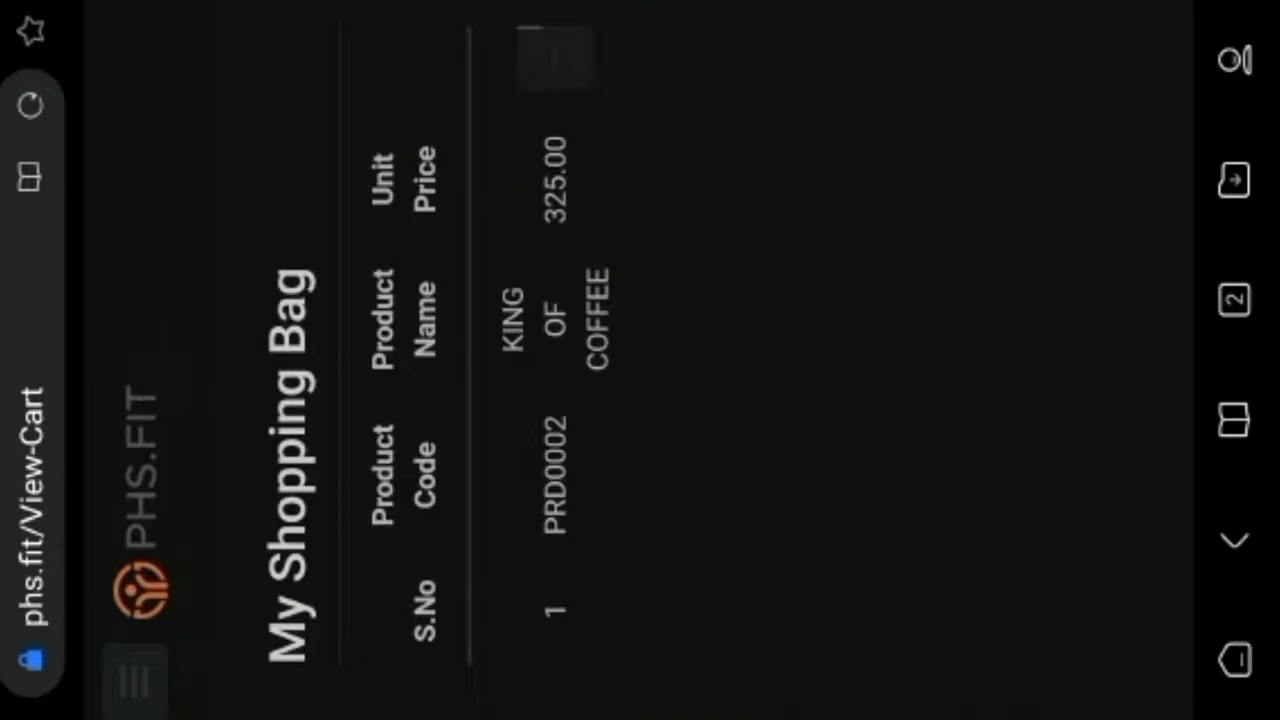 phs.fit/View-Cart
PHS.FIT
My Shopping Bag
S.No Product Code Product Name Unit Price
1 PRD0002 KING OF COFFEE 325.00
2